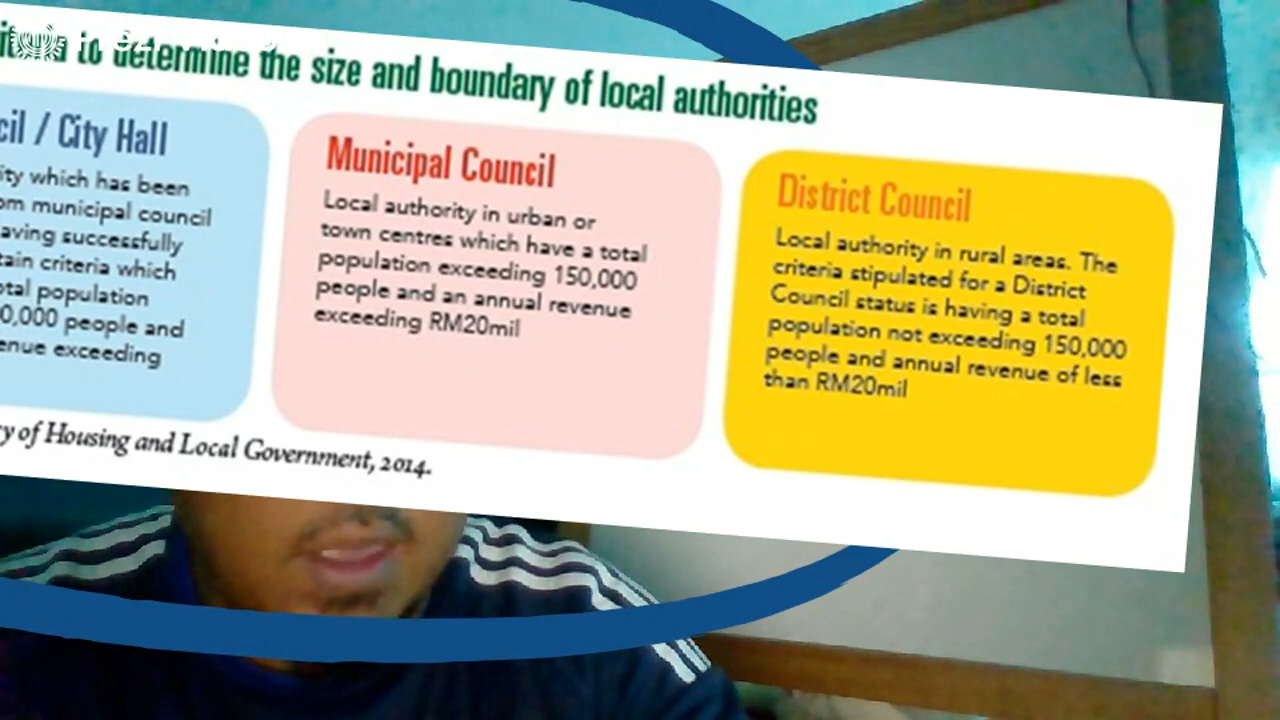 to determine the size and boundary of local authorities
cil / City Hall
ity which has been
om municipal council
aving successfully
tain criteria which
otal population
0,000 people and
enue exceeding
Municipal Council
Local authority in urban or
town centres which have a total
population exceeding 150,000
people and an annual revenue
exceeding RM20mil
District Council
Local authority in rural areas. The
criteria stipulated for a District
Council status is having a total
population not exceeding 150,000
people and annual revenue of less
than RM20mil
y of Housing and Local Government, 2014.